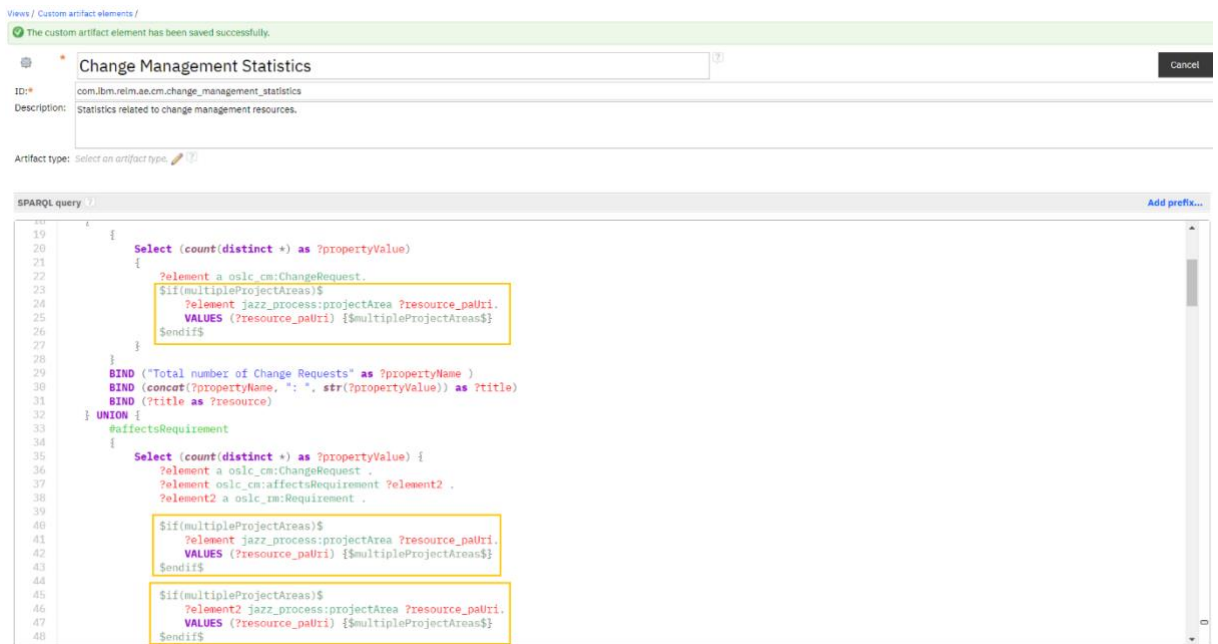 Views / Custom artifact elements /
The custom artifact element has been saved successfully.
* Change Management Statistics
Cancel
ID:* com.ibm.relm.ae.cm.change_management_statistics
Description: Statistics related to change management resources.
Artifact type: Select an artifact type.
SPARQL query Add prefix...
19 {
20 Select (count(distinct *) as ?propertyValue)
21 {
22 ?element a oslc_cm:ChangeRequest.
23 $if(multipleProjectAreas)$
24 ?element jazz_process:projectArea ?resource_paUri.
25 VALUES (?resource_paUri) {$multipleProjectAreas$}
26 $endif$
27 }
28 }
29 BIND ("Total number of Change Requests" as ?propertyName )
30 BIND (concat(?propertyName, ": ", str(?propertyValue)) as ?title)
31 BIND (?title as ?resource)
32 } UNION {
33 #affectsRequirement
34 {
35 Select (count(distinct *) as ?propertyValue) {
36 ?element a oslc_cm:ChangeRequest .
37 ?element oslc_cm:affectsRequirement ?element2 .
38 ?element2 a oslc_rm:Requirement .
39
40 $if(multipleProjectAreas)$
41 ?element jazz_process:projectArea ?resource_paUri.
42 VALUES (?resource_paUri) {$multipleProjectAreas$}
43 $endif$
44
45 $if(multipleProjectAreas)$
46 ?element2 jazz_process:projectArea ?resource_paUri.
47 VALUES (?resource_paUri) {$multipleProjectAreas$}
48 $endif$